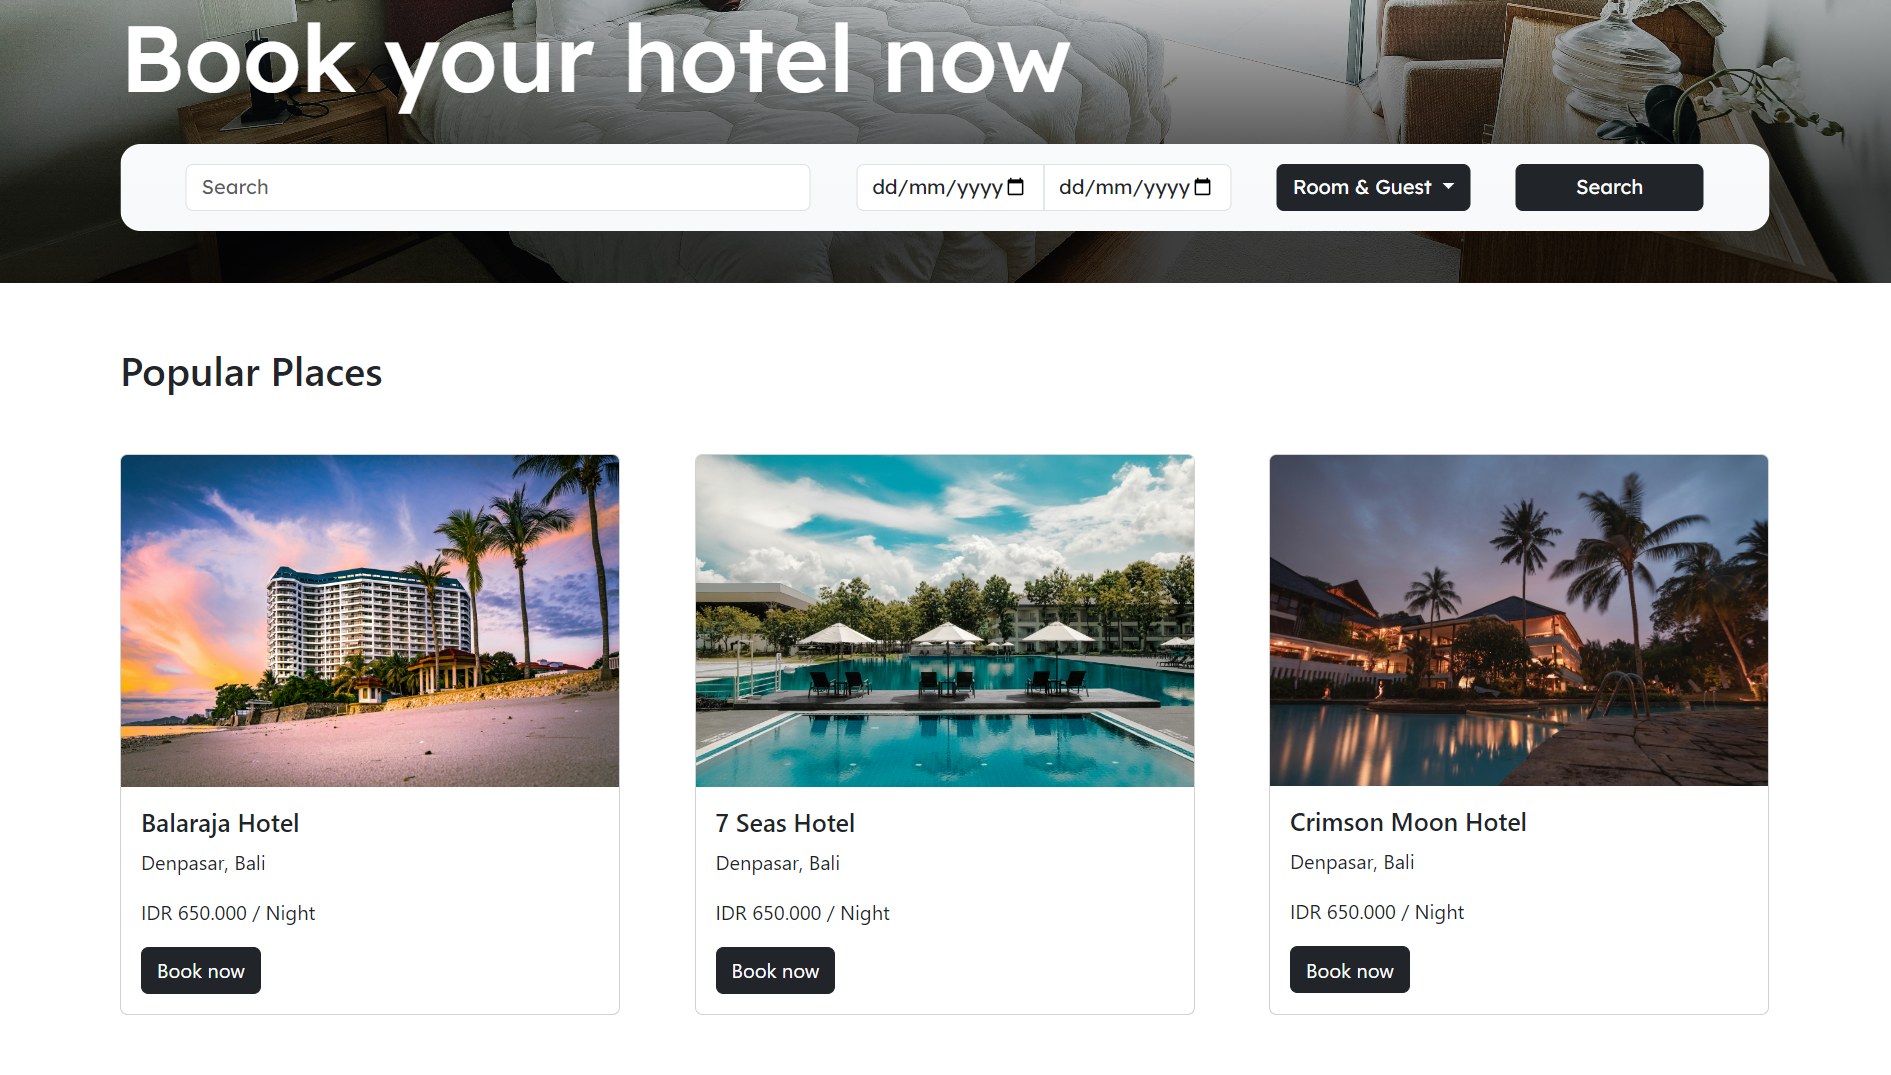 Book your hotel now
Search dd/mm/yyyy dd/mm/yyyy Room & Guest Search
Popular Places
Balaraja Hotel
Denpasar, Bali
IDR 650.000 / Night
Book now
7 Seas Hotel
Denpasar, Bali
IDR 650.000 / Night
Book now
Crimson Moon Hotel
Denpasar, Bali
IDR 650.000 / Night
Book now